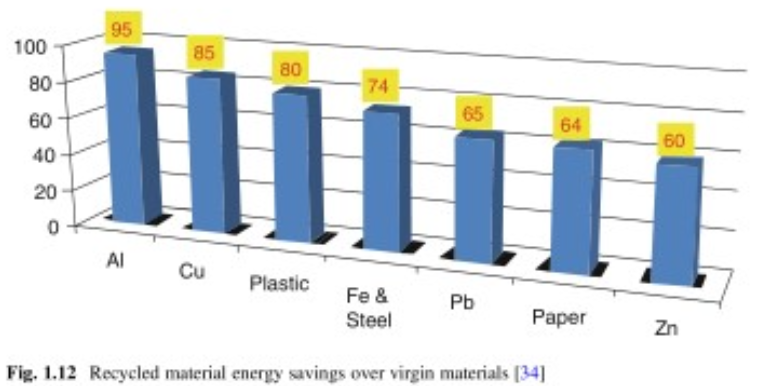 95
85
80
74
65
64
60
100
80
60
40
20
0
Al
Cu
Plastic
Fe &
Steel
Pb
Paper
Zn
Fig. 1.12 Recycled material energy savings over virgin materials [34]